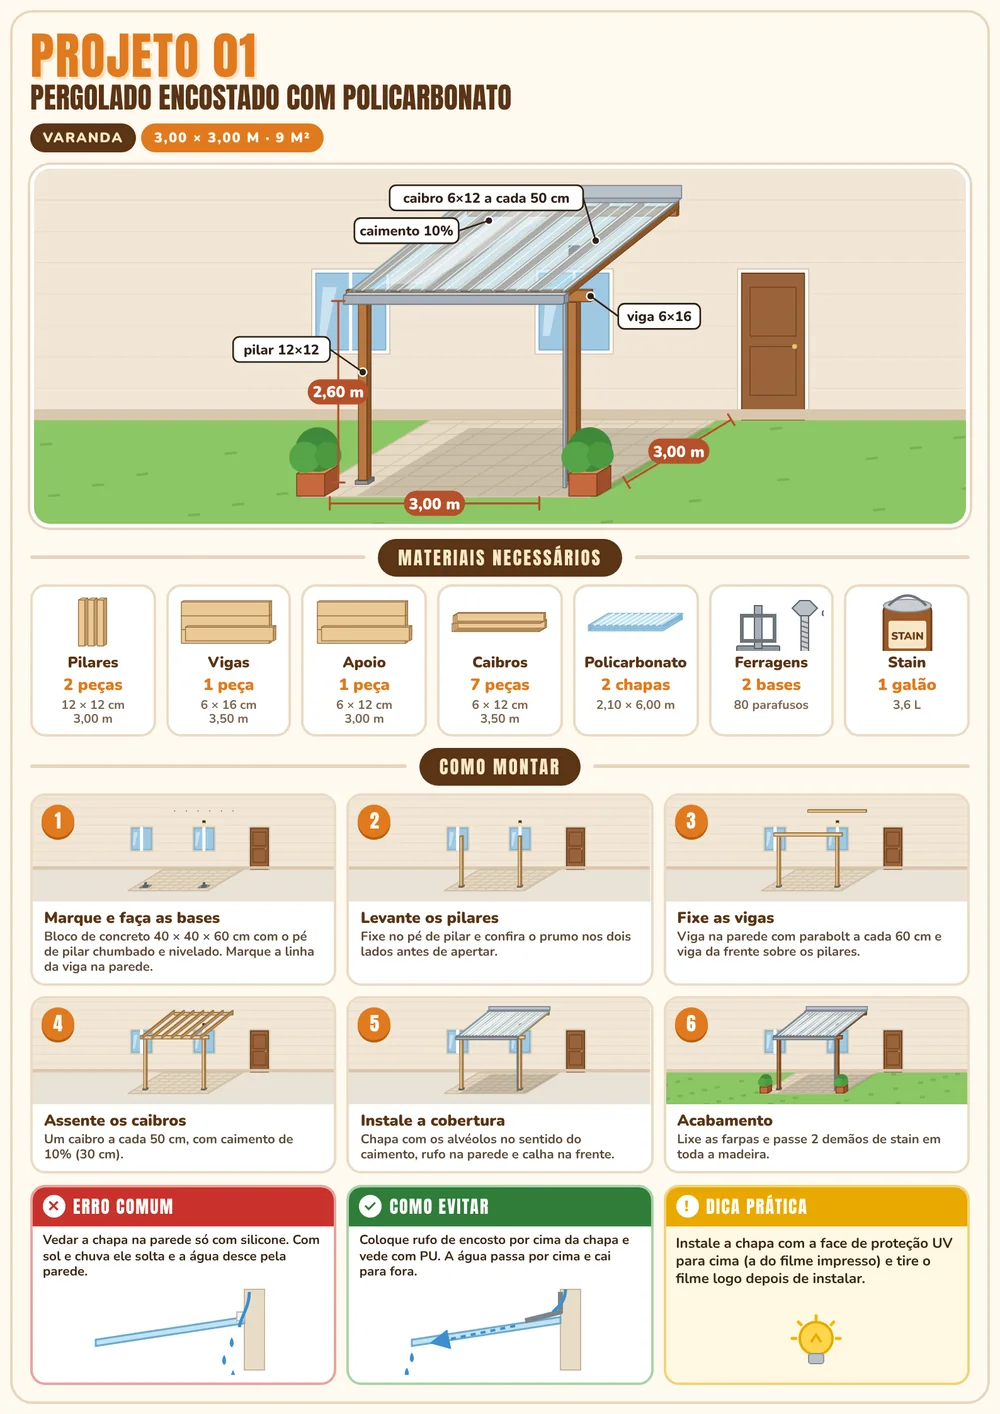 PROJETO 01
PERGOLADO ENCOSTADO COM POLICARBONATO
VARANDA
3,00 × 3,00 M · 9 M²
caibro 6×12 a cada 50 cm
caimento 10%
viga 6×16
pilar 12×12
2,60 m
3,00 m
3,00 m
MATERIAIS NECESSÁRIOS
Pilares
2 peças
12 × 12 cm
3,00 m
Vigas
1 peça
6 × 16 cm
3,50 m
Apoio
1 peça
6 × 12 cm
3,00 m
Caibros
7 peças
6 × 12 cm
3,50 m
Policarbonato
2 chapas
2,10 × 6,00 m
Ferragens
2 bases
80 parafusos
STAIN
Stain
1 galão
3,6 L
COMO MONTAR
1
Marque e faça as bases
Bloco de concreto 40 × 40 × 60 cm com o pé
de pilar chumbado e nivelado. Marque a linha
da viga na parede.
2
Levante os pilares
Fixe no pé de pilar e confira o prumo nos dois
lados antes de apertar.
3
Fixe as vigas
Viga na parede com parabolt a cada 60 cm e
viga da frente sobre os pilares.
4
Assente os caibros
Um caibro a cada 50 cm, com caimento de
10% (30 cm).
5
Instale a cobertura
Chapa com os alvéolos no sentido do
caimento, rufo na parede e calha na frente.
6
Acabamento
Lixe as farpas e passe 2 demãos de stain em
toda a madeira.
ERRO COMUM
Vedar a chapa na parede só com silicone. Com
sol e chuva ele solta e a água desce pela
parede.
COMO EVITAR
Coloque rufo de encosto por cima da chapa e
vede com PU. A água passa por cima e cai
para fora.
DICA PRÁTICA
Instale a chapa com a face de proteção UV
para cima (a do filme impresso) e tire o
filme logo depois de instalar.